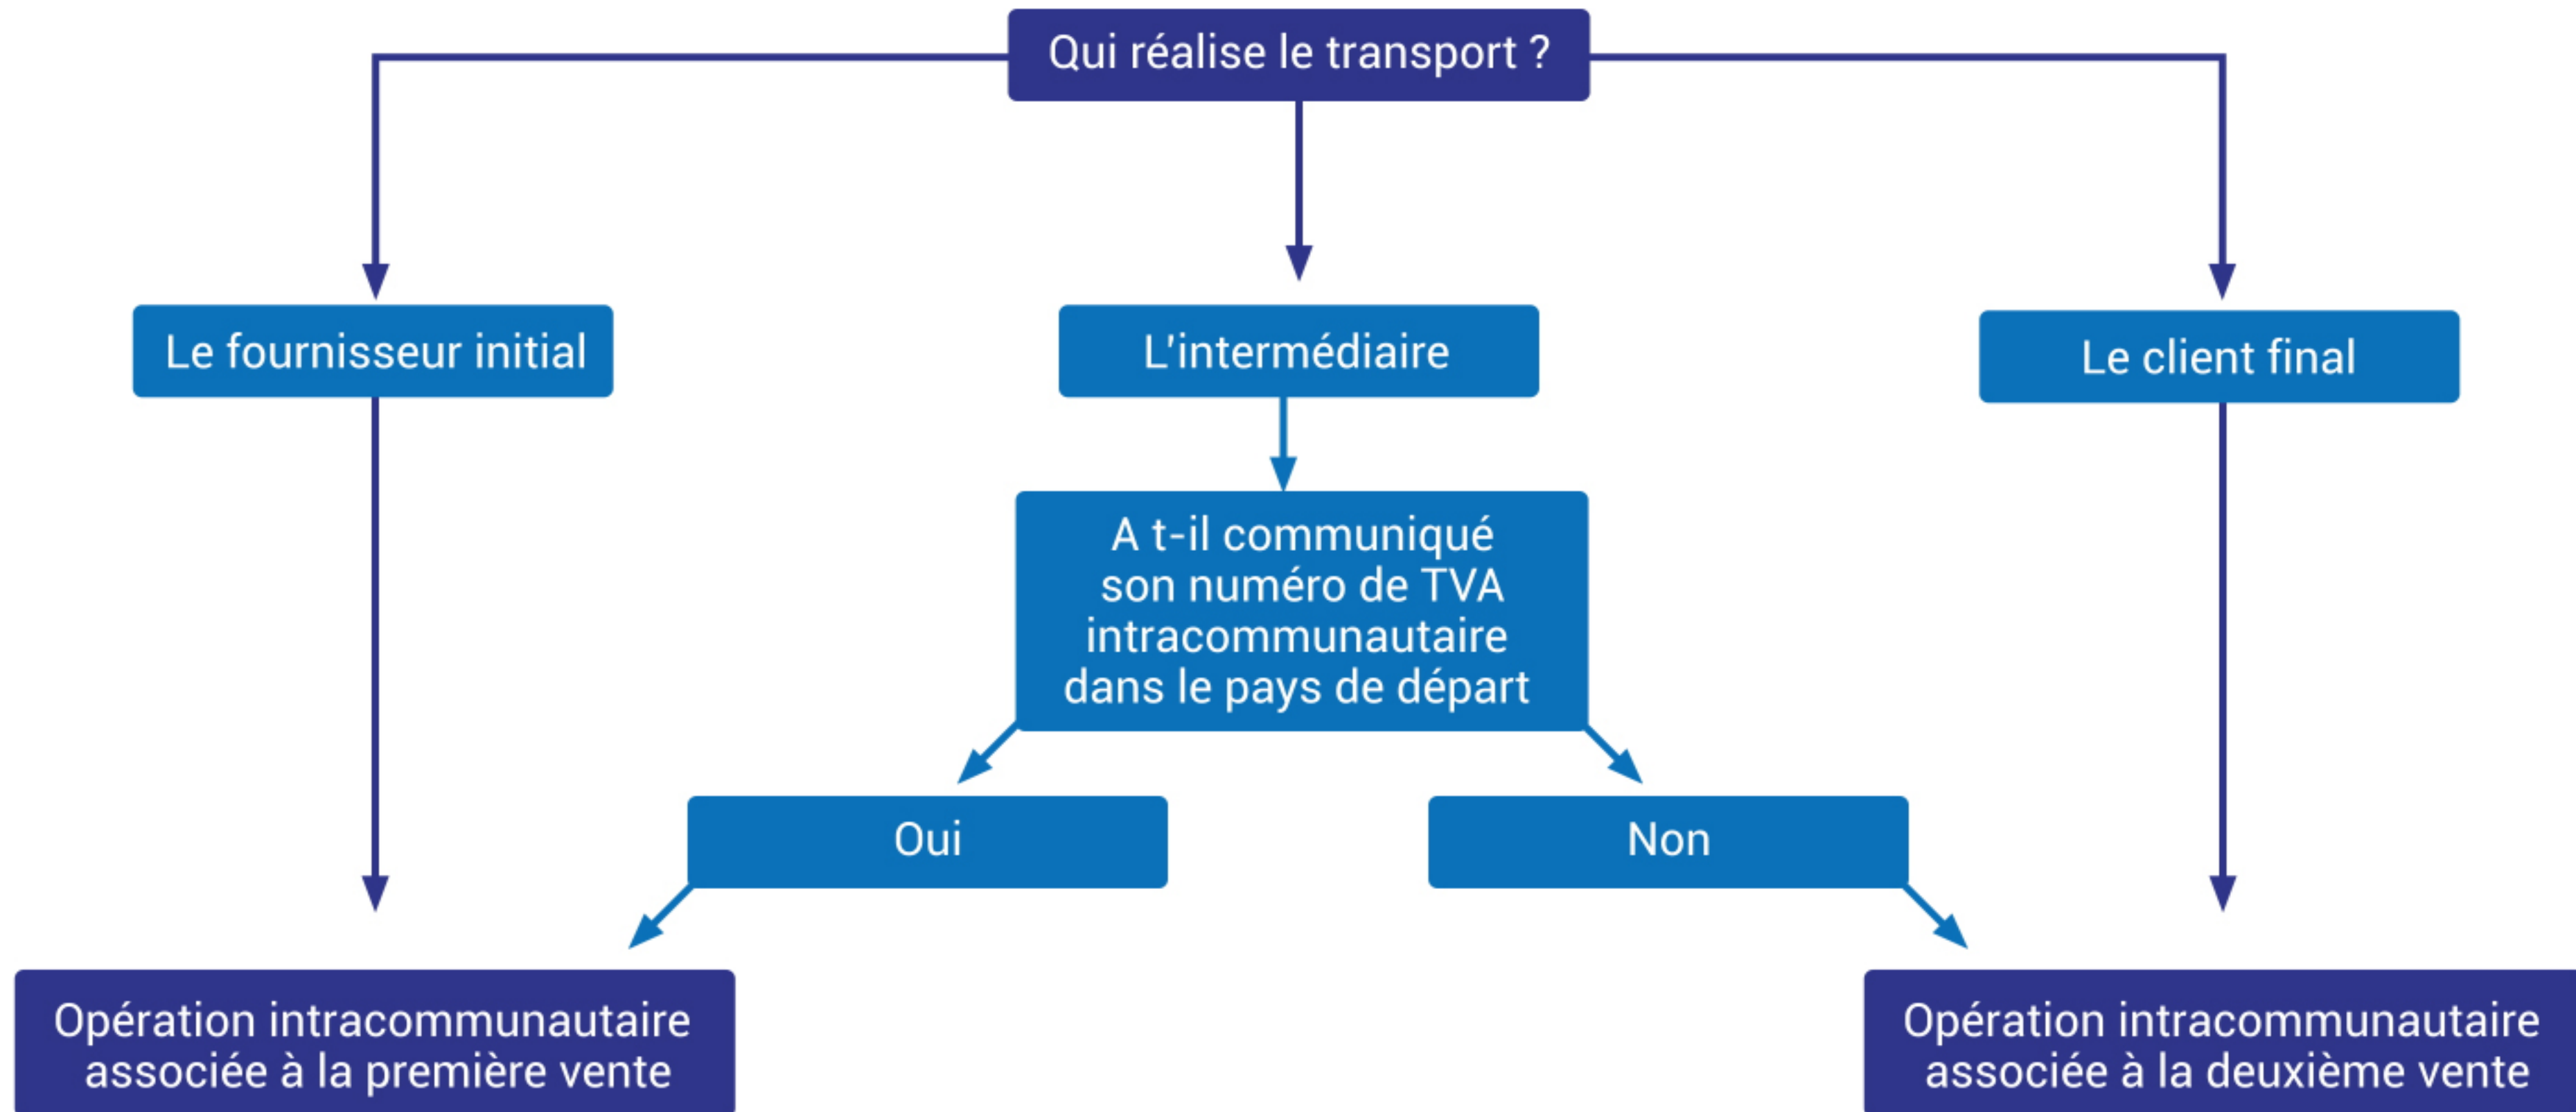 Qui réalise le transport ?
Le fournisseur initial
L'intermédiaire
Le client final
A t-il communiqué
son numéro de TVA
intracommunautaire
dans le pays de départ
Oui
Non
Opération intracommunautaire
associée à la première vente
Opération intracommunautaire
associée à la deuxième vente